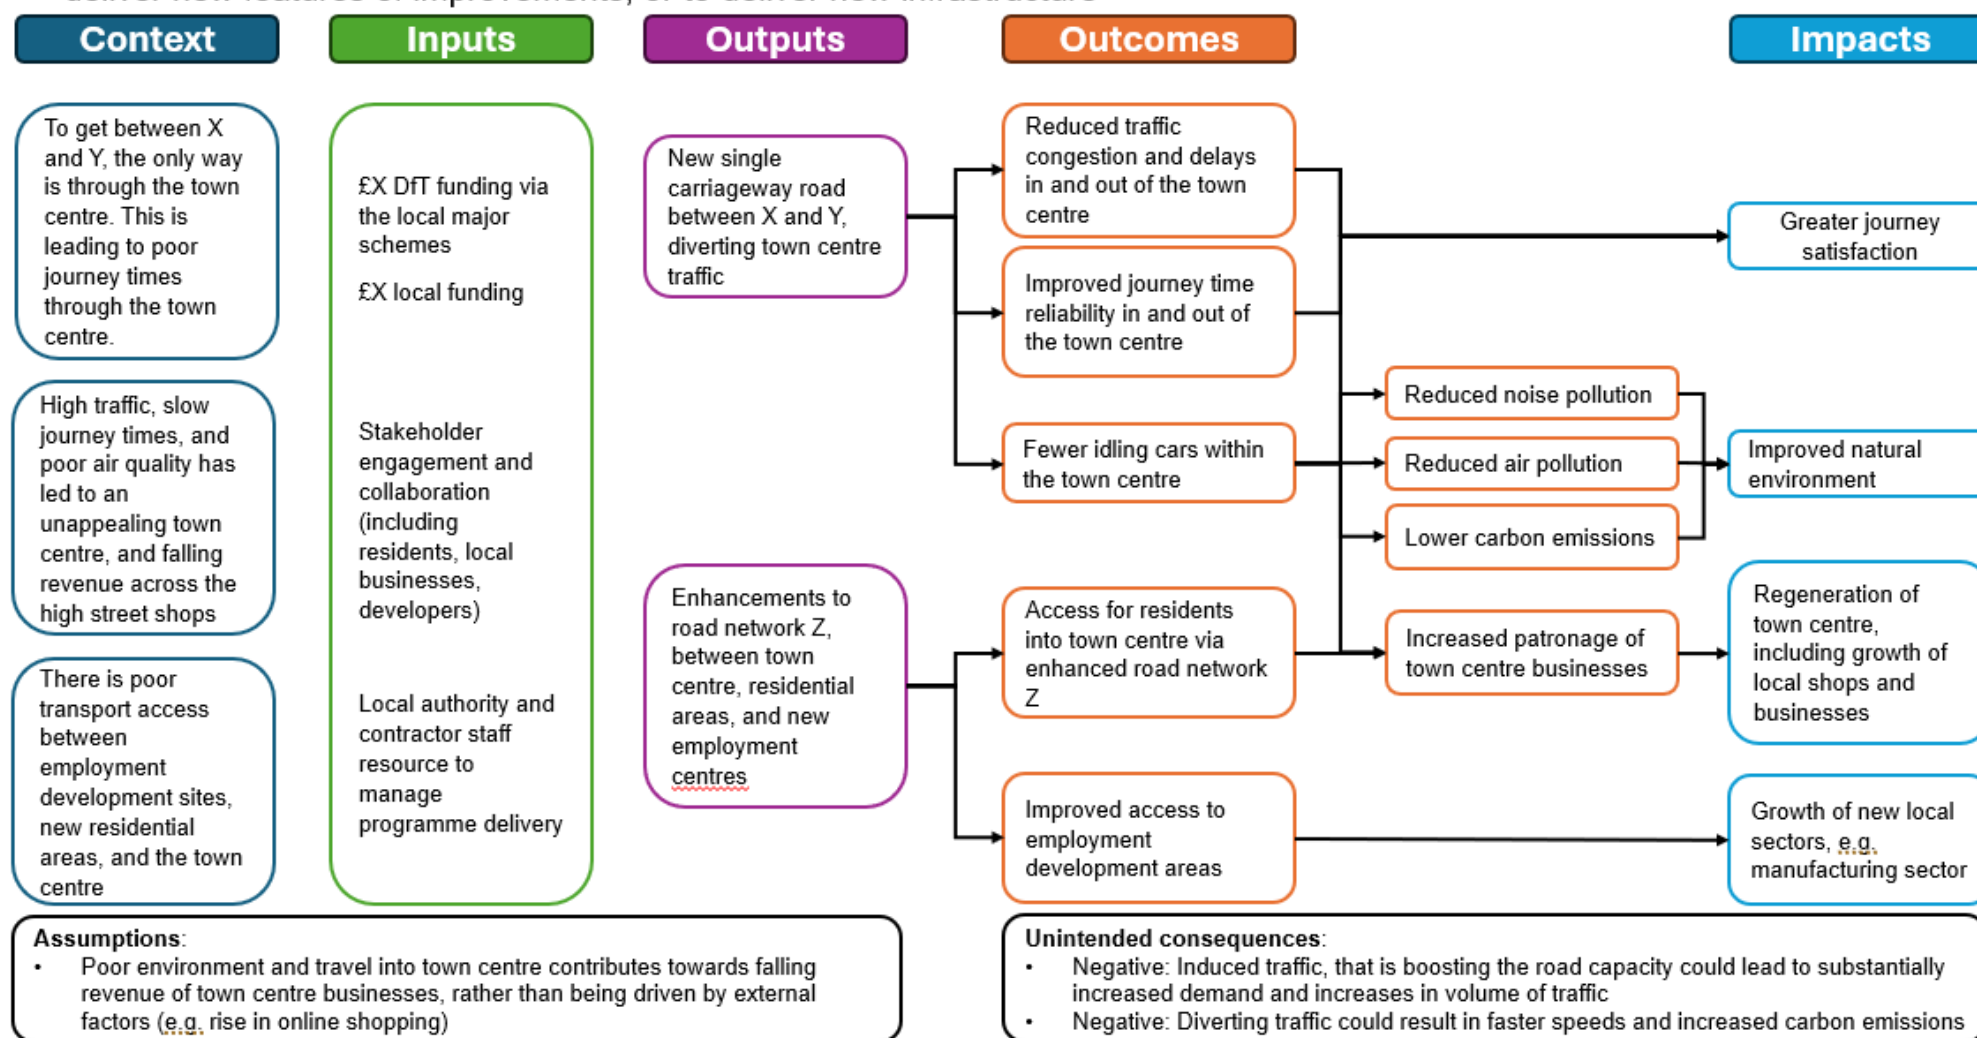 deliver new features or improvements, or to deliver new infrastructure
Context
Inputs
Outputs
Outcomes
Impacts
To get between X
and Y, the only way
is through the town
centre. This is
leading to poor
journey times
through the town
centre.
High traffic, slow
journey times, and
poor air quality has
led to an
unappealing town
centre, and falling
revenue across the
high street shops
There is poor
transport access
between
employment
development sites,
new residential
areas, and the town
centre
£X DfT funding via
the local major
schemes
£X local funding
Stakeholder
engagement and
collaboration
(including
residents, local
businesses,
developers)
Local authority and
contractor staff
resource to
manage
programme delivery
New single
carriageway road
between X and Y,
diverting town centre
traffic
Enhancements to
road network Z,
between town
centre, residential
areas, and new
employment
centres
Reduced traffic
congestion and delays
in and out of the town
centre
Improved journey time
reliability in and out of
the town centre
Fewer idling cars within
the town centre
Access for residents
into town centre via
enhanced road network
Z
Improved access to
employment
development areas
Reduced noise pollution
Reduced air pollution
Lower carbon emissions
Increased patronage of
town centre businesses
Greater journey
satisfaction
Improved natural
environment
Regeneration of
town centre,
including growth of
local shops and
businesses
Growth of new local
sectors, e.g.
manufacturing sector
Assumptions:
• Poor environment and travel into town centre contributes towards falling
revenue of town centre businesses, rather than being driven by external
factors (e.g. rise in online shopping)
Unintended consequences:
• Negative: Induced traffic, that is boosting the road capacity could lead to substantially
increased demand and increases in volume of traffic
• Negative: Diverting traffic could result in faster speeds and increased carbon emissions